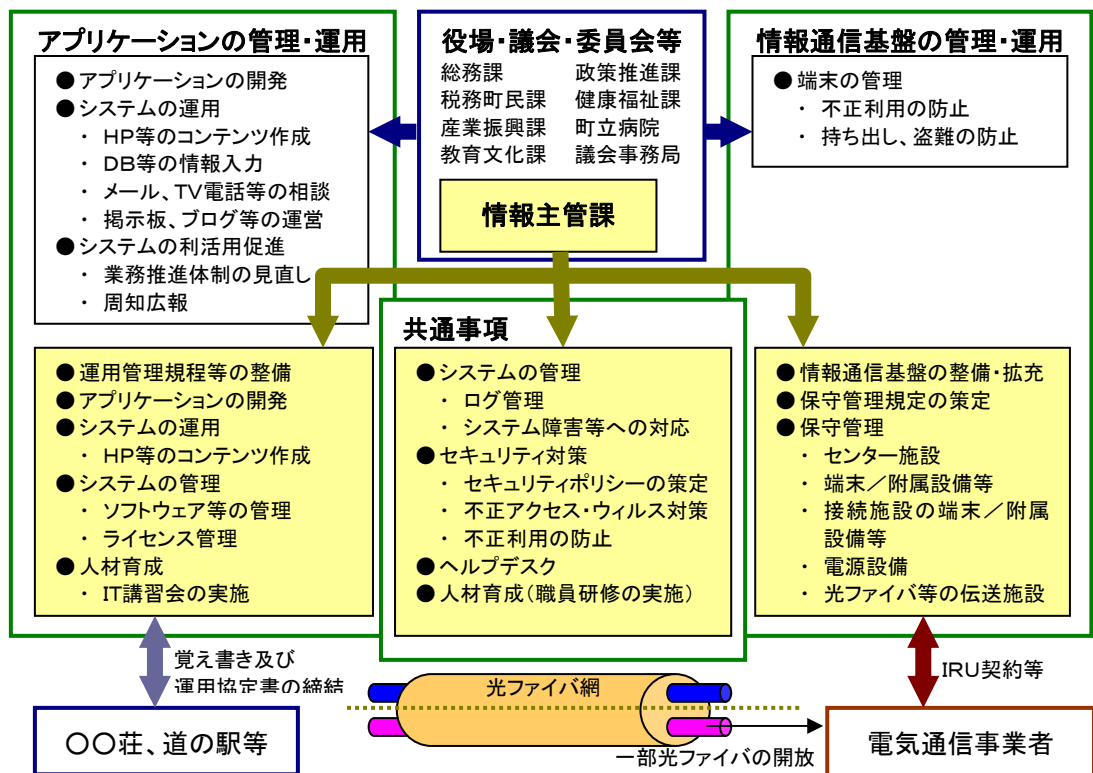 アプリケーションの管理・運用
●アプリケーションの開発
●システムの運用
・ HP等のコンテンツ作成
・ DB等の情報入力
・ メール、TV電話等の相談
・ 掲示板、ブログ等の運営
●システムの利活用促進
・ 業務推進体制の見直し
・ 周知広報
役場・議会・委員会等
総務課 政策推進課
税務町民課 健康福祉課
産業振興課 町立病院
教育文化課 議会事務局
情報主管課
情報通信基盤の管理・運用
●端末の管理
・ 不正利用の防止
・ 持ち出し、盗難の防止
●運用管理規程等の整備
●アプリケーションの開発
●システムの運用
・ HP等のコンテンツ作成
●システムの管理
・ ソフトウェア等の管理
・ ライセンス管理
●人材育成
・ IT講習会の実施
共通事項
●システムの管理
・ ログ管理
・ システム障害等への対応
●セキュリティ対策
・ セキュリティポリシーの策定
・ 不正アクセス・ウィルス対策
・ 不正利用の防止
●ヘルプデスク
●人材育成(職員研修の実施)
●情報通信基盤の整備・拡充
●保守管理規定の策定
●保守管理
・ センター施設
・ 端末／附属設備等
・ 接続施設の端末／附属
設備等
・ 電源設備
・ 光ファイバ等の伝送施設
覚え書き及び
運用協定書の締結
光ファイバ網
IRU契約等
〇〇荘、道の駅等
一部光ファイバの開放
電気通信事業者